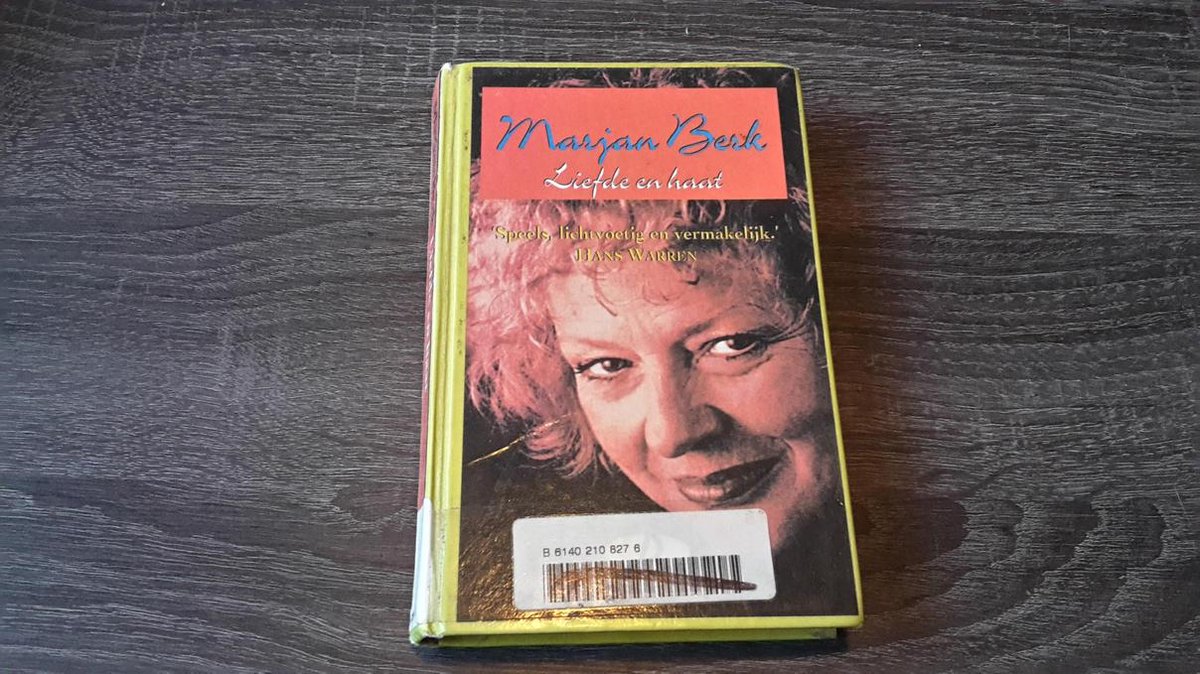 Marjan Berk
Liefde en haat
'Speels, lichtvoetig en vermakelijk.'
HANS WARREN
B 6140 210 827 6